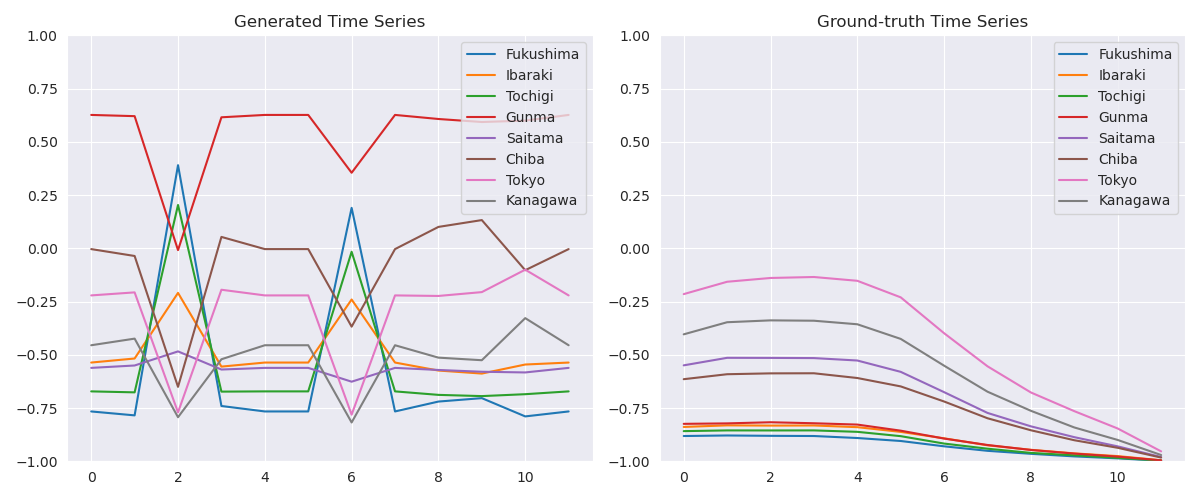 Generated Time Series
1.00
0.75
0.50
0.25
0.00
−0.25
−0.50
−0.75
−1.00
0 2 4 6 8 10
Fukushima
Ibaraki
Tochigi
Gunma
Saitama
Chiba
Tokyo
Kanagawa
Ground-truth Time Series
1.00
0.75
0.50
0.25
0.00
−0.25
−0.50
−0.75
−1.00
0 2 4 6 8 10
Fukushima
Ibaraki
Tochigi
Gunma
Saitama
Chiba
Tokyo
Kanagawa